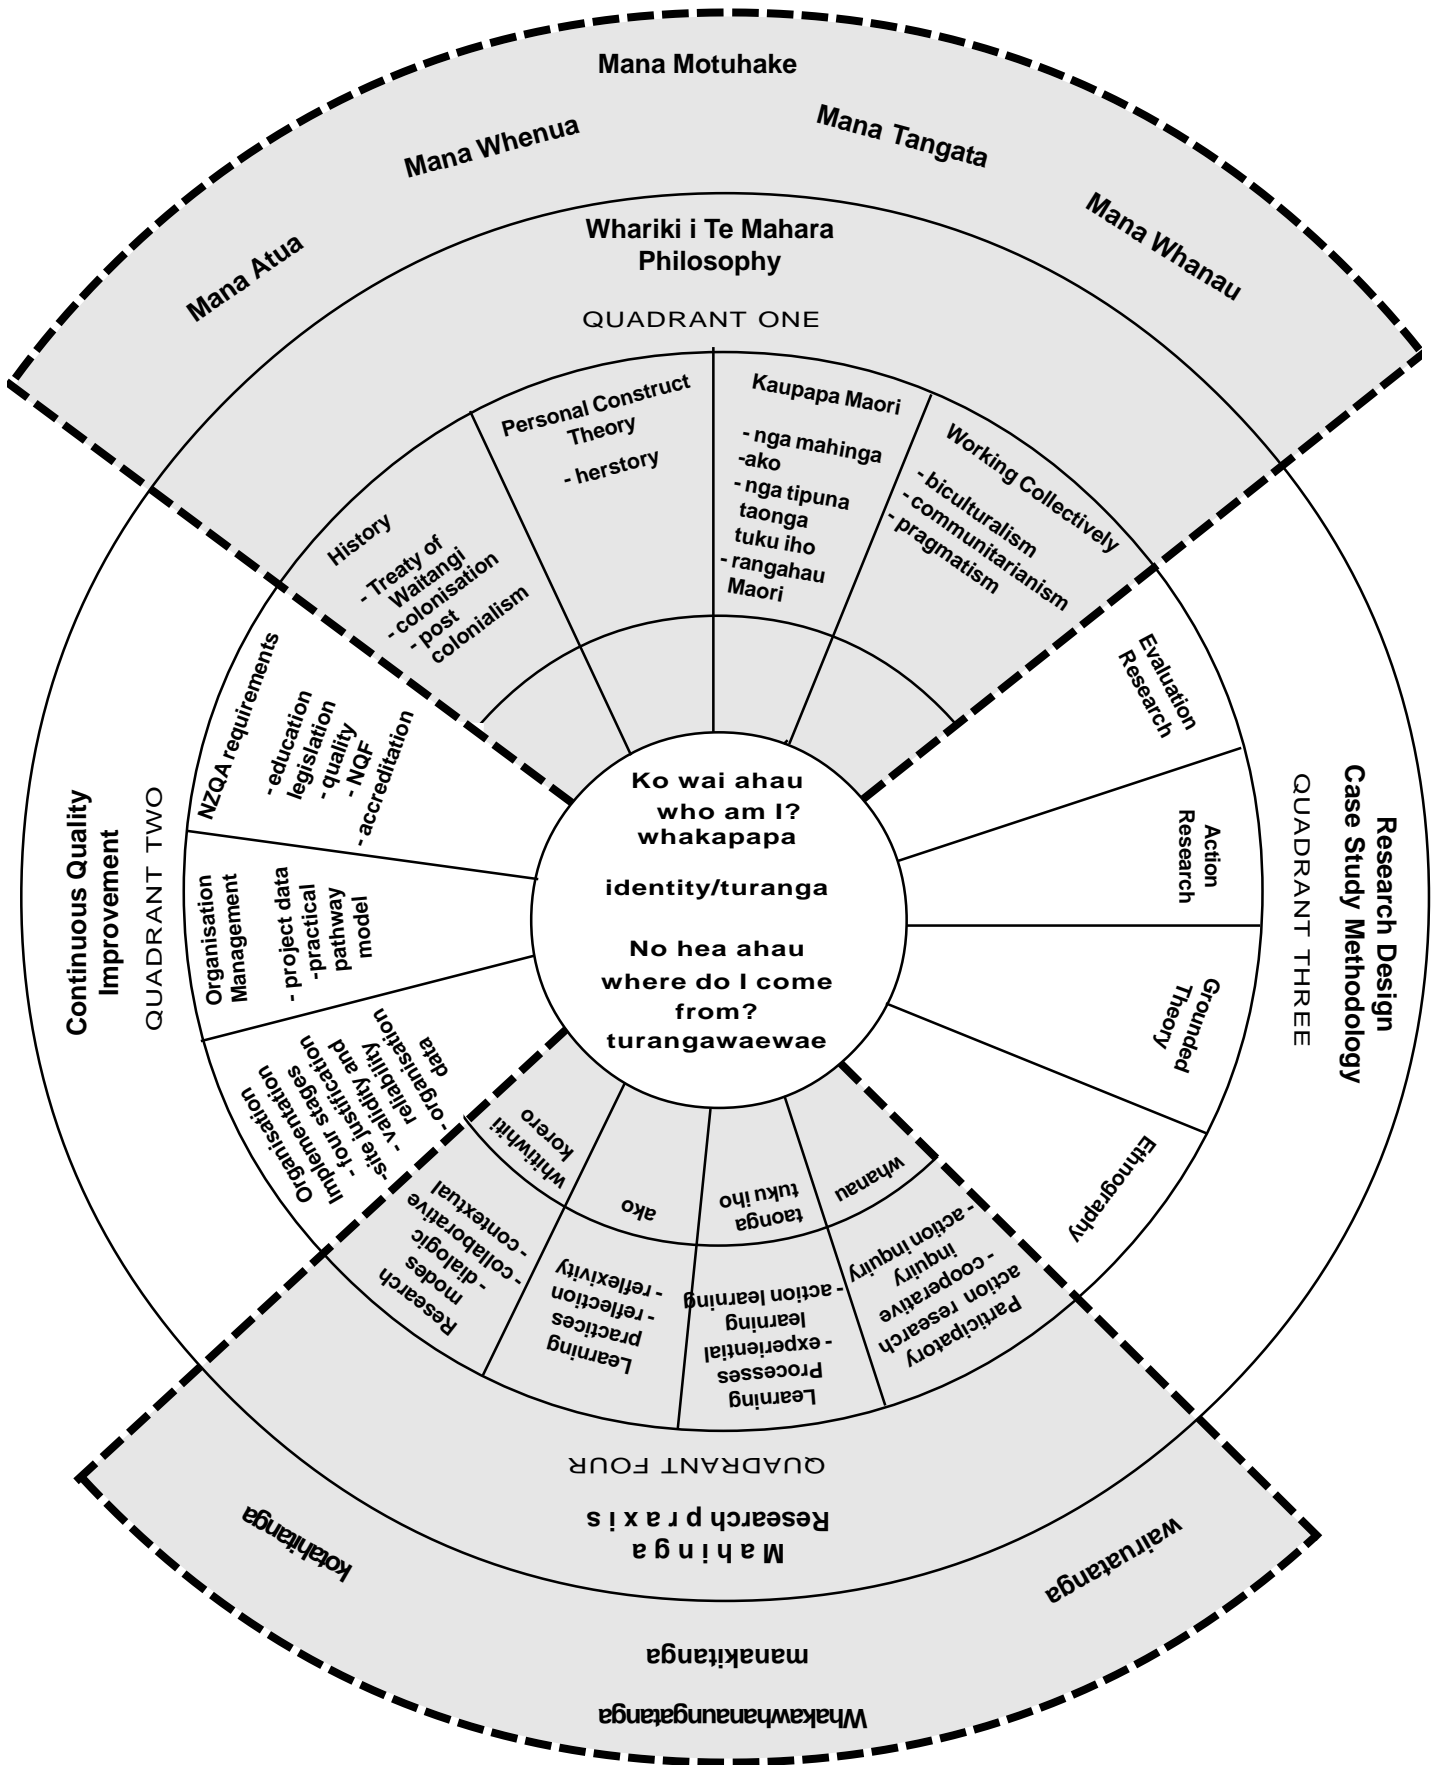 Mana Motuhake
Mana Whenua
Mana Tangata
Mana Atua
Mana Whanau
Whariki i Te Mahara
Philosophy
QUADRANT ONE
History
- Treaty of
Waitangi
- colonisation
- post
colonialism
Personal Construct
Theory
- herstory
Kaupapa Maori
- nga mahinga
-ako
- nga tipuna
taonga
tuku iho
- rangahau
Maori
Working Collectively
- biculturalism
- communitarianism
- pragmatism
Continuous Quality
Improvement
QUADRANT TWO
NZQA requirements
- education
legislation
- quality
- NQF
- accreditation
Organisation
Management
- project data
-practical
pathway
model
Organisation
Implementation
- four stages
-site justification
- validity and
reliability
- organisation
data
Ko wai ahau
who am I?
whakapapa
identity/turanga
No hea ahau
where do I come
from?
turangawaewae
Research Design
Case Study Methodology
QUADRANT THREE
Evaluation
Research
Action
Research
Grounded
Theory
Ethnography
whanau
taonga
tuku iho
ako
whitiwhiti
korero
Participatory
action research
- cooperative
inquiry
- action inquiry
Learning
Processes
- experiential
learning
- action learning
Learning
practices
- reflection
- reflexivity
Research
modes
- dialogic
- collaborative
- contextual
QUADRANT FOUR
Mahinga
Research praxis
wairuatanga
kotahitanga
manakitanga
Whakawhanaungatanga